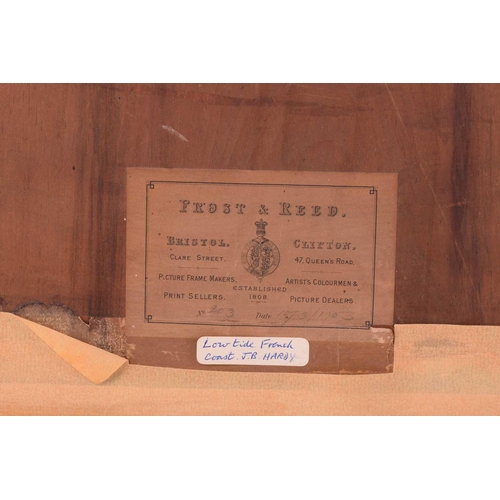 FROST & REED.
BRISTOL.
CLARE STREET.
PICTURE FRAME MAKERS,
PRINT SELLERS.
ESTABLISHED
1808
CLIFTON.
47, QUEEN'S ROAD
ARTISTS COLOURMEN &
PICTURE DEALERS
No Date
Low tide French
Coast. J.B. HARDY